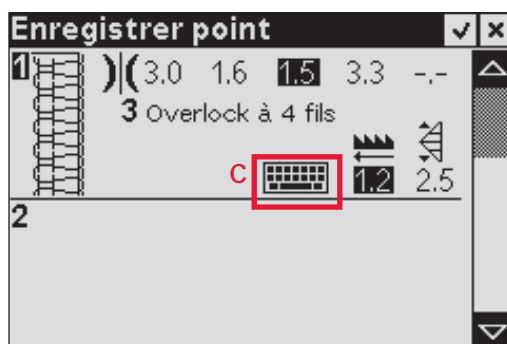 Enregistrer point
1 )|( 3.0 1.6 1.5 3.3 -.-
3 Overlock à 4 fils
C
1.2 2.5
2